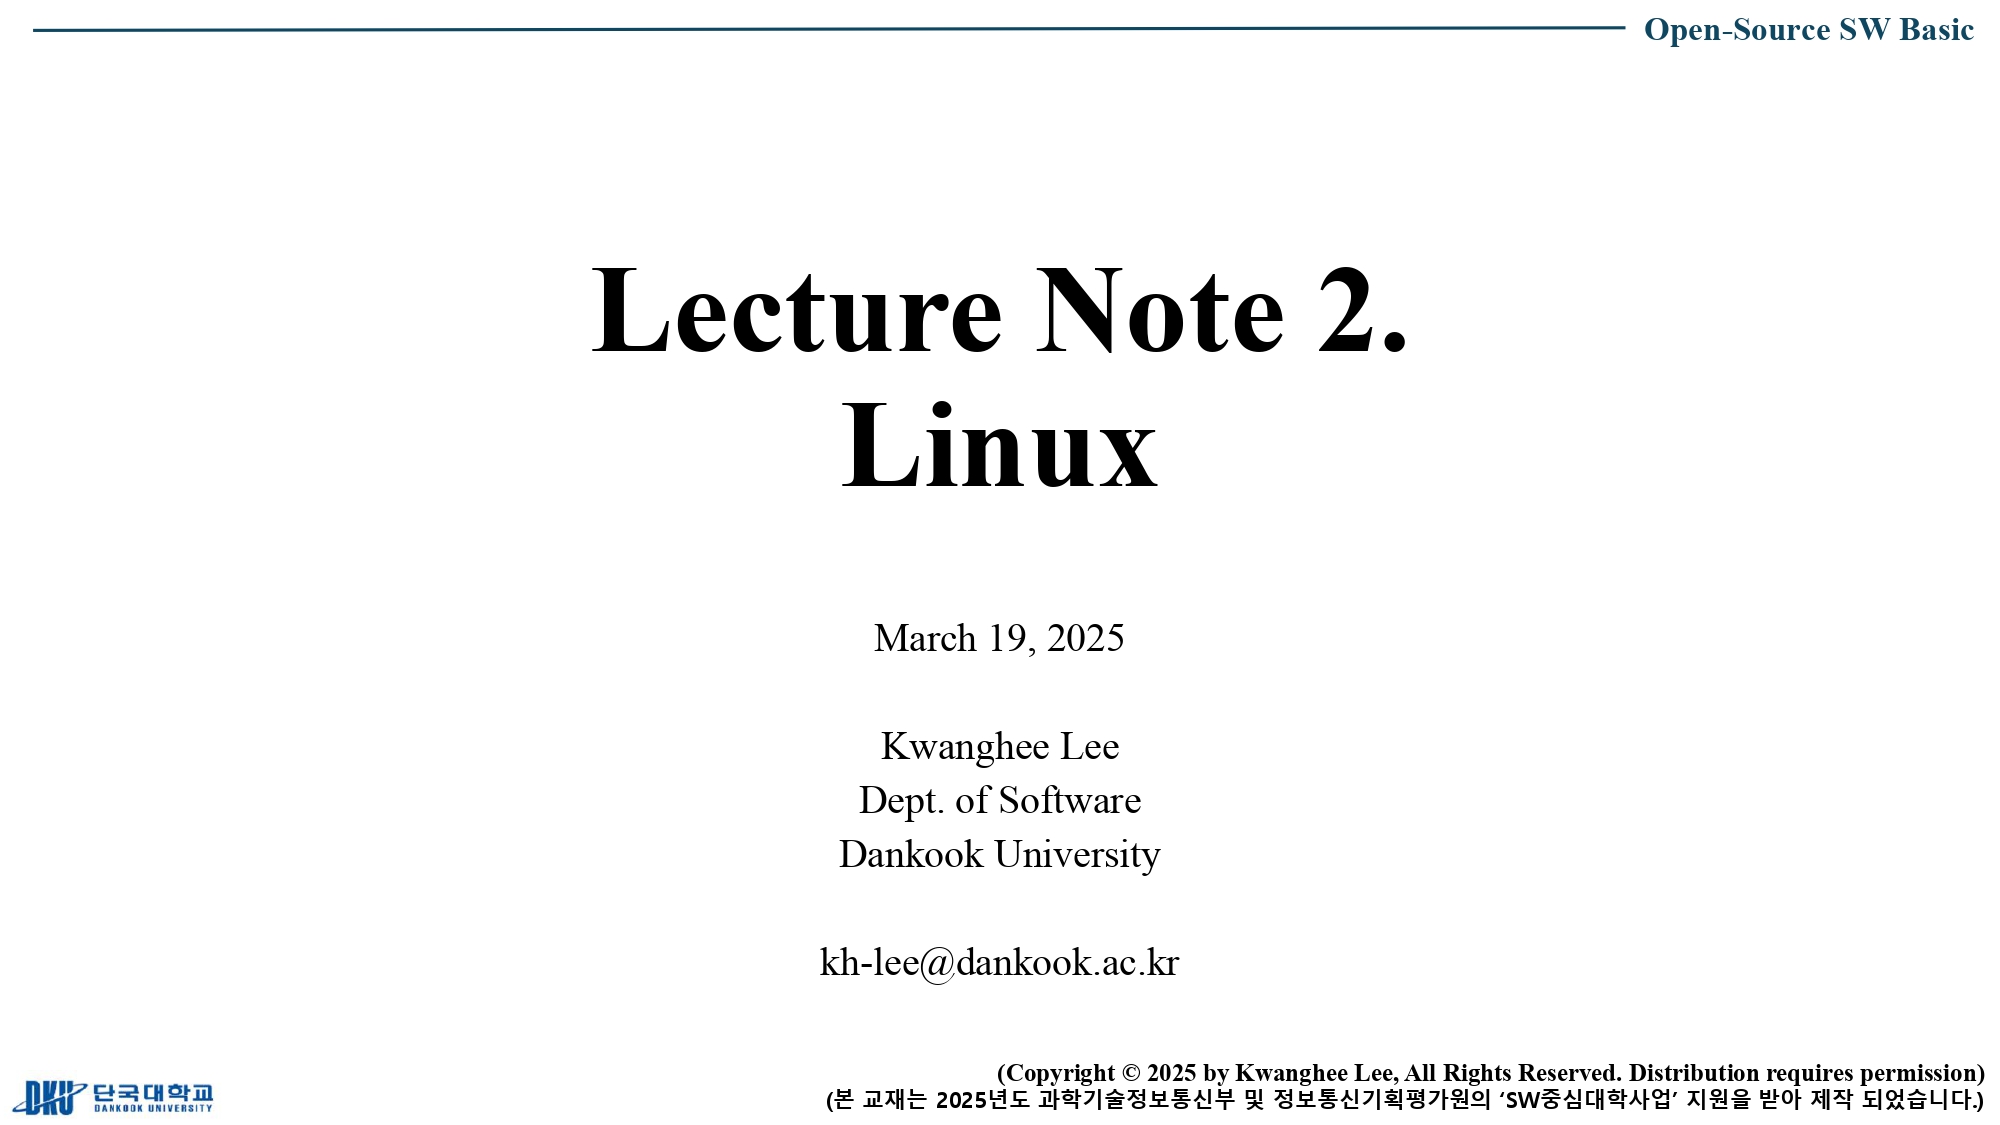 Open-Source SW Basic
Lecture Note 2.
Linux
March 19, 2025
Kwanghee Lee
Dept. of Software
Dankook University
kh-lee@dankook.ac.kr
(Copyright © 2025 by Kwanghee Lee, All Rights Reserved. Distribution requires permission)
(본 교재는 2025년도 과학기술정보통신부 및 정보통신기획평가원의 ‘SW중심대학사업’ 지원을 받아 제작 되었습니다.)
DKU 단국대학교
DANKOOK UNIVERSITY